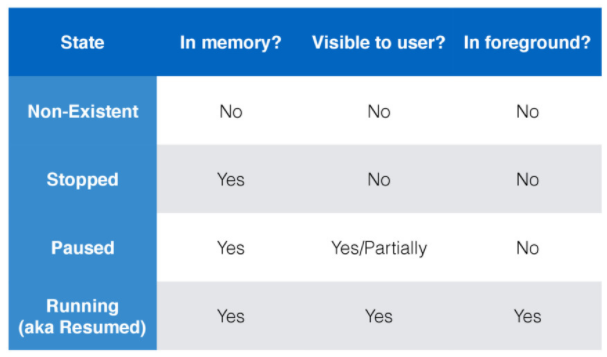 State In memory? Visible to user? In foreground?
Non-Existent No No No
Stopped Yes No No
Paused Yes Yes/Partially No
Running
(aka Resumed) Yes Yes Yes